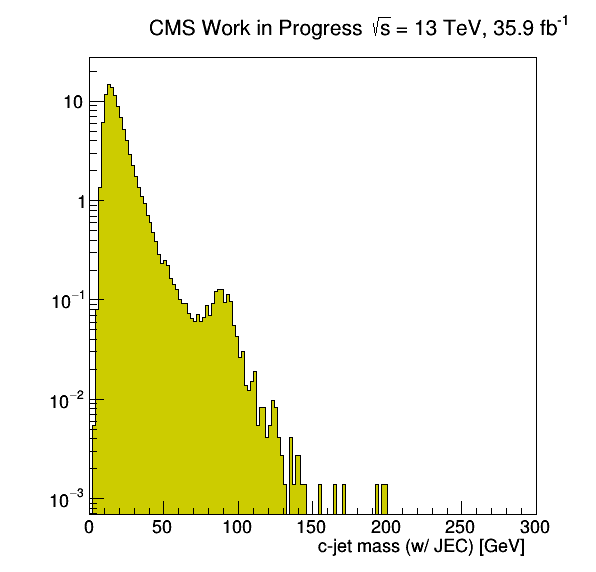 CMS Work in Progress √s = 13 TeV, 35.9 fb⁻¹
10
1
10⁻¹
10⁻²
10⁻³
0 50 100 150 200 250 300
c-jet mass (w/ JEC) [GeV]